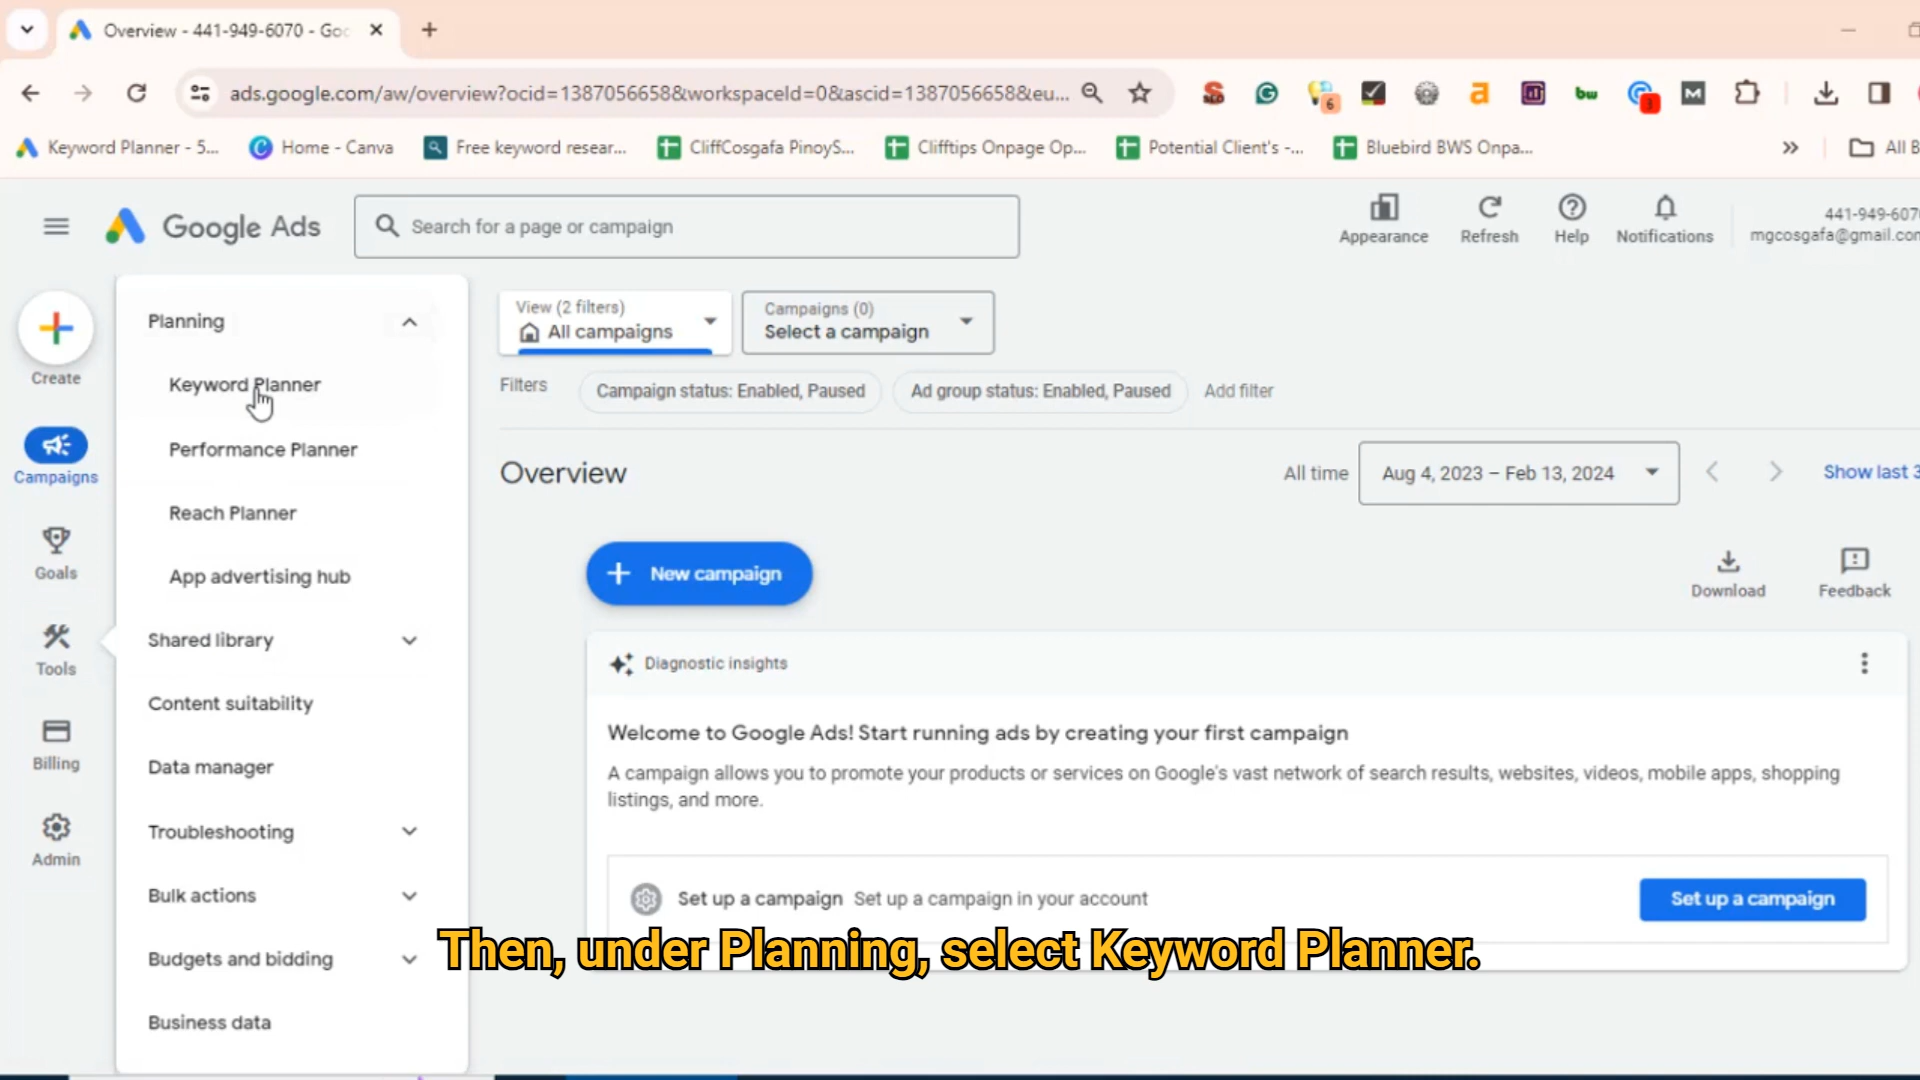 Overview - 441-949-6070 - Goo
ads.google.com/aw/overview?ocid=1387056658&workspaceId=0&ascid=1387056658&eu...
6
bw
3
M
Keyword Planner - 5...
Home - Canva
Free keyword resear...
CliffCosgafa PinoyS...
Clifftips Onpage Op...
Potential Client's -...
Bluebird BWS Onpa...
All B
Google Ads
Search for a page or campaign
Appearance
Refresh
Help
Notifications
441-949-6070
mgcosgafa@gmail.com
Create
Campaigns
Goals
Tools
Billing
Admin
Planning
Keyword Planner
Performance Planner
Reach Planner
App advertising hub
Shared library
Content suitability
Data manager
Troubleshooting
Bulk actions
Budgets and bidding
Business data
View (2 filters)
All campaigns
Campaigns (0)
Select a campaign
Filters
Campaign status: Enabled, Paused
Ad group status: Enabled, Paused
Add filter
Overview
All time
Aug 4, 2023 – Feb 13, 2024
Show last 3
New campaign
Download
Feedback
Diagnostic insights
Welcome to Google Ads! Start running ads by creating your first campaign
A campaign allows you to promote your products or services on Google's vast network of search results, websites, videos, mobile apps, shopping
listings, and more.
Set up a campaign
Set up a campaign in your account
Set up a campaign
Then, under Planning, select Keyword Planner.